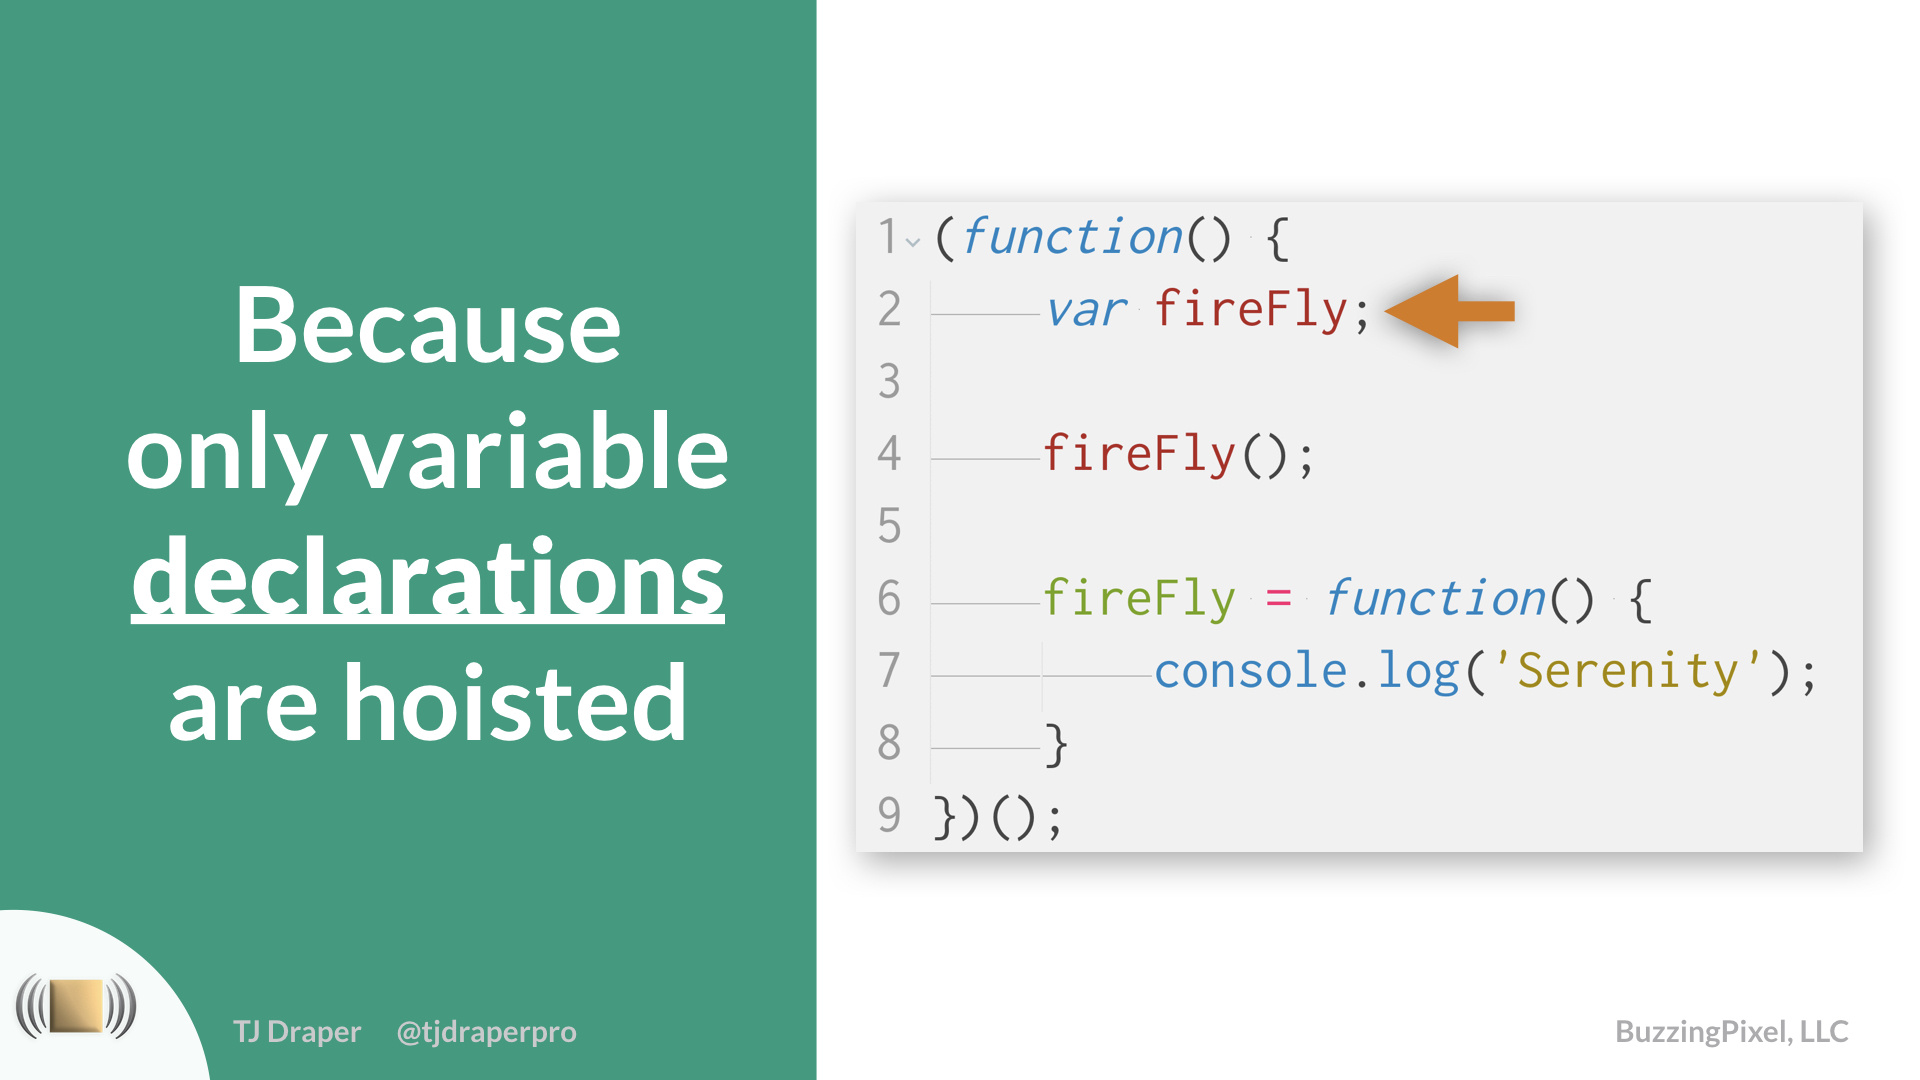 Because
only variable
declarations
are hoisted
1 (function() {
2 var fireFly;
3
4 fireFly();
5
6 fireFly = function() {
7 console.log('Serenity');
8 }
9 })();
TJ Draper @tjdraperpro
BuzzingPixel, LLC